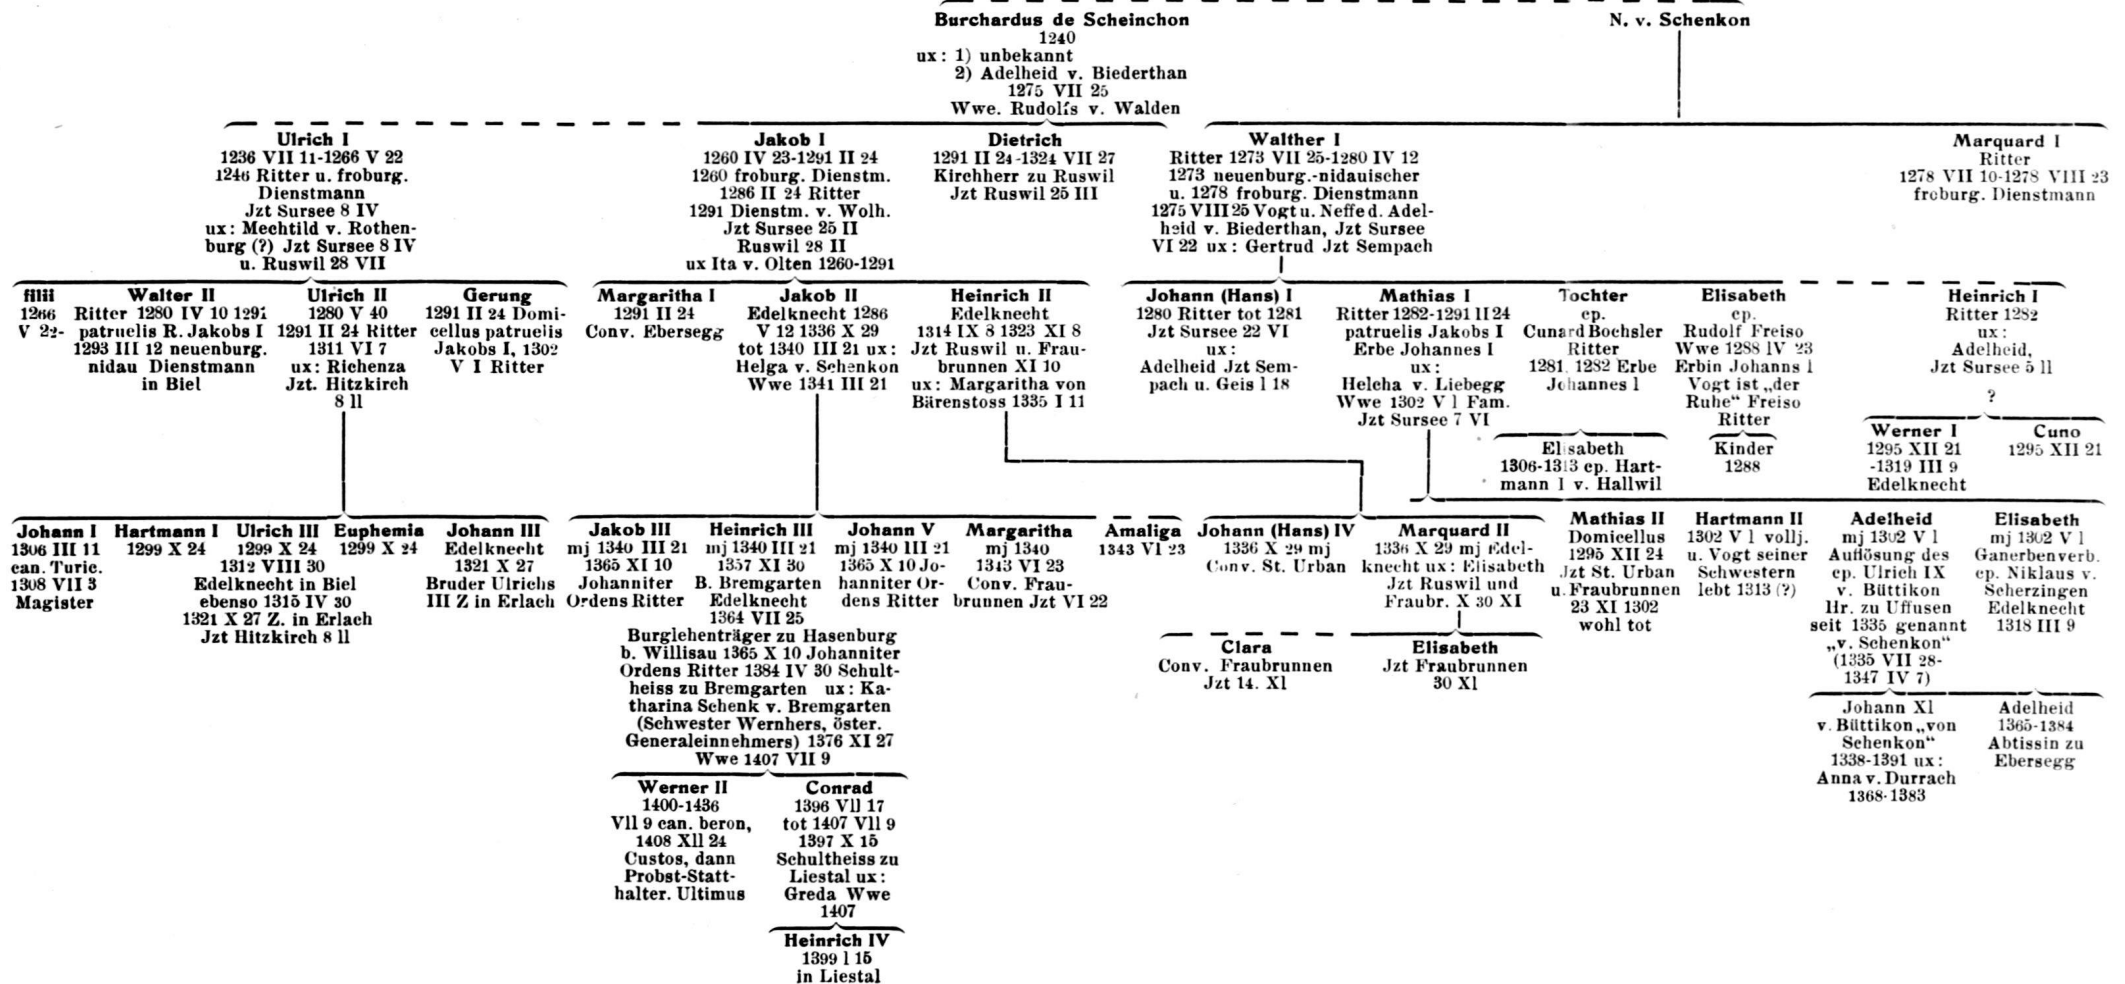 Burchardus de Scheinchon
1240
ux: 1) unbekannt
2) Adelheid v. Biederthan
1275 VII 25
Wwe. Rudolfs v. Walden
N. v. Schenkon
Ulrich I
1236 VII 11-1266 V 22
1246 Ritter u. froburg.
Dienstmann
Jzt Sursee 8 IV
ux: Mechtild v. Rothen-
burg (?) Jzt Sursee 8 IV
u. Ruswil 28 VII
Jakob I
1260 IV 23-1291 II 24
1260 froburg. Dienstm.
1286 II 24 Ritter
1291 Dienstm. v. Wolh.
Jzt Sursee 25 II
Ruswil 28 II
ux Ita v. Olten 1260-1291
Dietrich
1291 II 24-1324 VII 27
Kirchherr zu Ruswil
Jzt Ruswil 25 III
Walther I
Ritter 1273 VII 25-1280 IV 12
1273 neuenburg.-nidauischer
u. 1278 froburg. Dienstmann
1275 VIII 25 Vogt u. Neffe d. Adel-
heid v. Biederthan, Jzt Sursee
VI 22 ux: Gertrud Jzt Sempach
Marquard I
Ritter
1278 VII 10-1278 VIII 23
froburg. Dienstmann
filii
1266
V 22-
Walter II
Ritter 1280 IV 10 1291
patruelis R. Jakobs I
1293 III 12 neuenburg.
nidau Dienstmann
in Biel
Ulrich II
1280 V 40
1291 II 24 Ritter
1311 VI 7
ux: Richenza
Jzt. Hitzkirch
8 ll
Gerung
1291 II 24 Domi-
cellus patruelis
Jakobs I, 1302
V I Ritter
Margaritha I
1291 II 24
Conv. Ebersegg
Jakob II
Edelknecht 1286
V 12 1336 X 29
tot 1340 III 21 ux:
Helga v. Schenkon
Wwe 1341 III 21
Heinrich II
Edelknecht
1314 IX 8 1323 XI 8
Jzt Ruswil u. Frau-
brunnen XI 10
ux: Margaritha von
Bärenstoss 1335 I 11
Johann (Hans) I
1280 Ritter tot 1281
Jzt Sursee 22 VI
ux:
Adelheid Jzt Sem-
pach u. Geis l 18
Mathias I
Ritter 1282-1291 II 24
patruelis Jakobs I
Erbe Johannes I
ux:
Helcha v. Liebegg
Wwe 1302 V l Fam.
Jzt Sursee 7 VI
Tochter
cp.
Cunard Bochsler
Ritter
1281, 1282 Erbe
Johannes l
Elisabeth
cp.
Rudolf Freiso
Wwe 1288 IV 23
Erbin Johanns l
Vogt ist „der
Ruhe“ Freiso
Ritter
Heinrich I
Ritter 1282
ux:
Adelheid,
Jzt Sursee 5 ll
?
Elisabeth
1306-1313 cp. Hart-
mann I v. Hallwil
Kinder
1288
Werner I
1295 XII 21
-1319 III 9
Edelknecht
Cuno
1295 XII 21
Johann I
1306 III 11
can. Turic.
1308 VII 3
Magister
Hartmann I
1299 X 24
Ulrich III
1299 X 24
1312 VIII 30
Edelknecht in Biel
ebenso 1315 IV 30
1321 X 27 Z. in Erlach
Jzt Hitzkirch 8 ll
Euphemia
1299 X 24
Johann III
Edelknecht
1321 X 27
Bruder Ulrichs
III Z in Erlach
Jakob III
mj 1340 III 21
1365 XI 10
Johanniter
Ordens Ritter
Heinrich III
mj 1340 III 21
1357 XI 30
B. Bremgarten
Edelknecht
1364 VII 25
Burglehenträger zu Hasenburg
b. Willisau 1365 X 10 Johanniter
Ordens Ritter 1384 IV 30 Schult-
heiss zu Bremgarten ux: Ka-
tharina Schenk v. Bremgarten
(Schwester Wernhers, öster.
Generaleinnehmers) 1376 XI 27
Wwe 1407 VII 9
Johann V
mj 1340 III 21
1365 X 10 Jo-
hanniter Or-
dens Ritter
Margaritha
mj 1340
1343 VI 23
Conv. Frau-
brunnen Jzt VI 22
Amaliga
1343 VI 23
Johann (Hans) IV
1336 X 29 mj
Conv. St. Urban
Marquard II
1336 X 29 mj Edel-
knecht ux: Elisabeth
Jzt Ruswil und
Fraubr. X 30 XI
Mathias II
Domicellus
1295 XII 24
Jzt St. Urban
u. Fraubrunnen
23 XI 1302
wohl tot
Hartmann II
1302 V l vollj.
u. Vogt seiner
Schwestern
lebt 1313 (?)
Adelheid
mj 1302 V l
Auflösung des
cp. Ulrich IX
v. Büttikon
Hr. zu Uffusen
seit 1335 genannt
„v. Schenkon“
(1335 VII 28-
1347 IV 7)
Elisabeth
mj 1302 V l
Ganerbenverb.
cp. Niklaus v.
Scherzingen
Edelknecht
1318 III 9
Clara
Conv. Fraubrunnen
Jzt 14. Xl
Elisabeth
Jzt Fraubrunnen
30 Xl
Johann Xl
v. Büttikon „von
Schenkon“
1338-1391 ux:
Anna v. Durrach
1368-1383
Adelheid
1365-1384
Abtissin zu
Ebersegg
Werner II
1400-1436
Vll 9 can. beron,
1408 Xll 24
Custos, dann
Probst-Statt-
halter. Ultimus
Conrad
1396 Vll 17
tot 1407 Vll 9
1397 X 15
Schultheiss zu
Liestal ux:
Greda Wwe
1407
Heinrich IV
1399 l 15
in Liestal